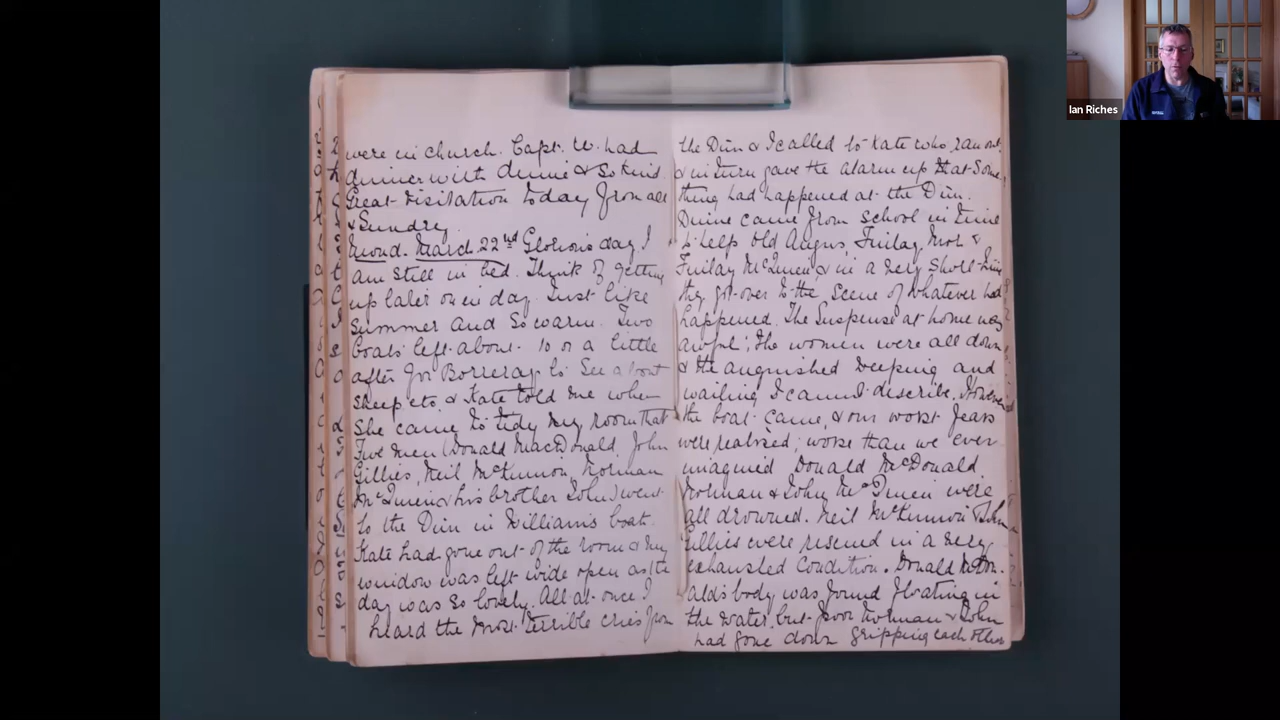 were in church. Capt. W. had
dinner with Duine & so kind.
Great visitation today from all
& Sundry
Mond. March 22nd Glorious day I
am still in bed. Think of getting
up later on in day. Just like
Summer and So warm. Two
boats left about 10 or a little
after for Borreray to See about
sheep etc. & Kate told me when
She came to tidy my room that
Five men (Donald MacDonald, John
Gillies, Neil McKinnon, Norman
McQueen & his brother John) went
to the Dun in William's boat.
Kate had gone out of the room & my
window was left wide open as the
day was so lovely. All at once I
heard the most terrible cries from
the Dun & I called to Kate who ran out
& in turn gave the alarm up that Some-
thing had happened at the Dun.
Duine came from School in time
to help old Angus, Finlay, Mor &
Finlay McQueen & in a very short time
they got over to the scene of whatever had
happened. The Suspense at home was
awful; the women were all down
& the anguished weeping and
wailing I cannot describe. However
the boat came, & our worst fears
were realised; worse than we ever
imagined Donald McDonald
Norman & John McQueen were
all drowned. Neil McKinnon & John
Gillies were rescued in a very
exhausted condition. Donald McDon-
ald's body was found floating in
the water but poor Norman & John
had gone down gripping each other
Ian Riches